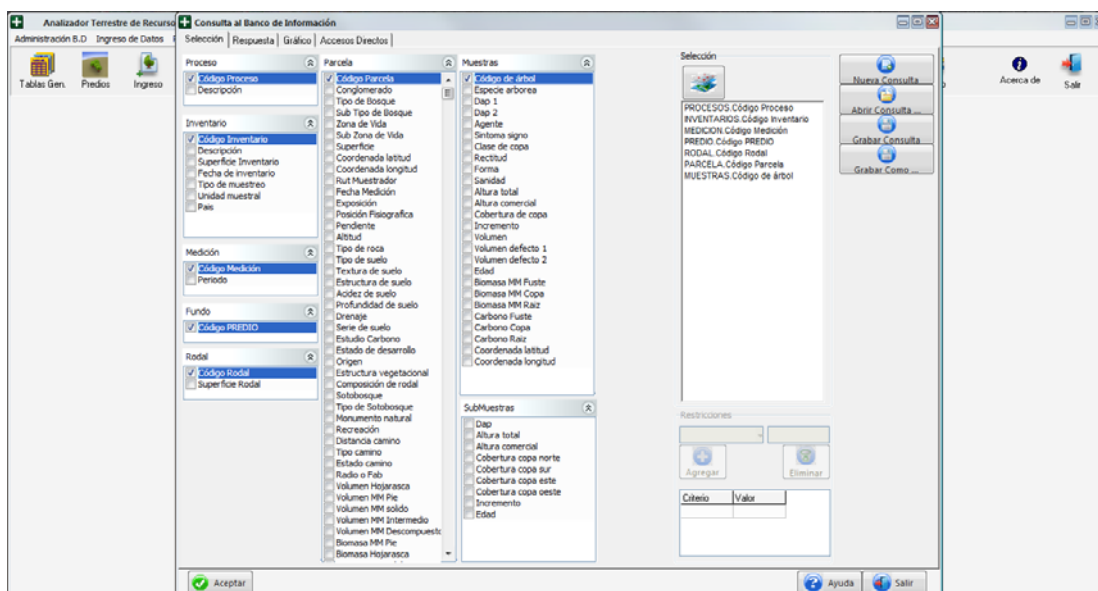 Analizador Terrestre de Recurso
Consulta al Banco de Información
Administración B.D Ingreso de Datos
Selección Respuesta Gráfico Accesos Directos
Tablas Gen. Predios Ingreso
Acerca de Salir
Proceso
Código Proceso
Descripción
Inventario
Código Inventario
Descripción
Superficie Inventario
Fecha de inventario
Tipo de muestreo
Unidad muestral
Pais
Medición
Código Medición
Periodo
Fundo
Código PREDIO
Rodal
Código Rodal
Superficie Rodal
Parcela
Código Parcela
Conglomerado
Tipo de Bosque
Sub Tipo de Bosque
Zona de Vida
Sub Zona de Vida
Superficie
Coordenada latitud
Coordenada longitud
Rut Muestrador
Fecha Medición
Exposición
Posición Fisiografica
Pendiente
Altitud
Tipo de roca
Tipo de suelo
Textura de suelo
Estructura de suelo
Acidez de suelo
Profundidad de suelo
Drenaje
Serie de suelo
Estudio Carbono
Estado de desarrollo
Origen
Estructura vegetacional
Composición de rodal
Sotobosque
Tipo de Sotobosque
Monumento natural
Recreación
Distancia camino
Tipo camino
Estado camino
Radio o Fab
Volumen Hojarasca
Volumen MM Pie
Volumen MM solido
Volumen MM Intermedio
Volumen MM Descompuesto
Biomasa MM Pie
Biomasa Hojarasca
Muestras
Código de árbol
Especie arborea
Dap 1
Dap 2
Agente
Sintoma signo
Clase de copa
Rectitud
Forma
Sanidad
Altura total
Altura comercial
Cobertura de copa
Incremento
Volumen
Volumen defecto 1
Volumen defecto 2
Edad
Biomasa MM Fuste
Biomasa MM Copa
Biomasa MM Raiz
Carbono Fuste
Carbono Copa
Carbono Raiz
Coordenada latitud
Coordenada longitud
SubMuestras
Dap
Altura total
Altura comercial
Cobertura copa norte
Cobertura copa sur
Cobertura copa este
Cobertura copa oeste
Incremento
Edad
Selección
PROCESOS.Código Proceso
INVENTARIOS.Código Inventario
MEDICION.Código Medición
PREDIO.Código PREDIO
RODAL.Código Rodal
PARCELA.Código Parcela
MUESTRAS.Código de árbol
Restricciones
Agregar Eliminar
Criterio Valor
Nueva Consulta
Abrir Consulta ...
Grabar Consulta
Grabar Como ...
Aceptar Ayuda Salir